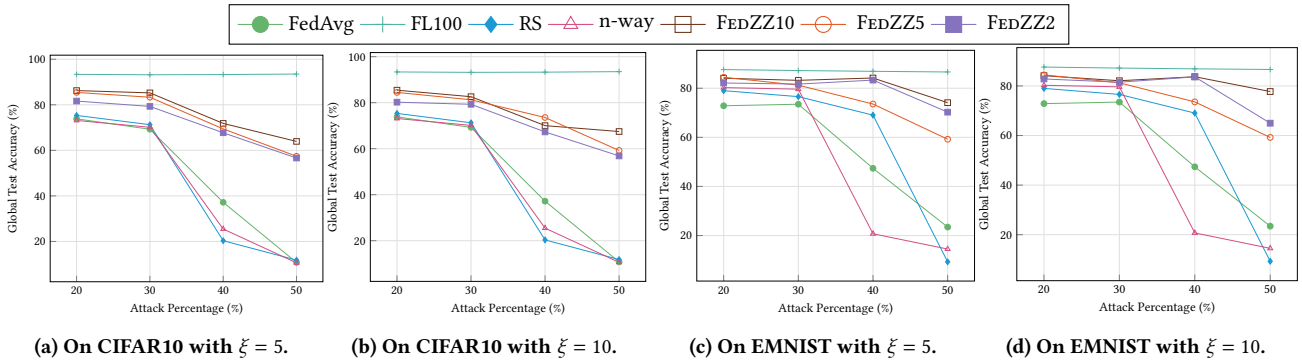 FedAvg FL100 RS n-way FEDZZ10 FEDZZ5 FEDZZ2
Global Test Accuracy (%)
100
80
60
40
20
20 30 40 50
Attack Percentage (%)
(a) On CIFAR10 with ξ = 5.
Global Test Accuracy (%)
100
80
60
40
20
20 30 40 50
Attack Percentage (%)
(b) On CIFAR10 with ξ = 10.
Global Test Accuracy (%)
80
60
40
20
20 30 40 50
Attack Percentage (%)
(c) On EMNIST with ξ = 5.
Global Test Accuracy (%)
80
60
40
20
20 30 40 50
Attack Percentage (%)
(d) On EMNIST with ξ = 10.